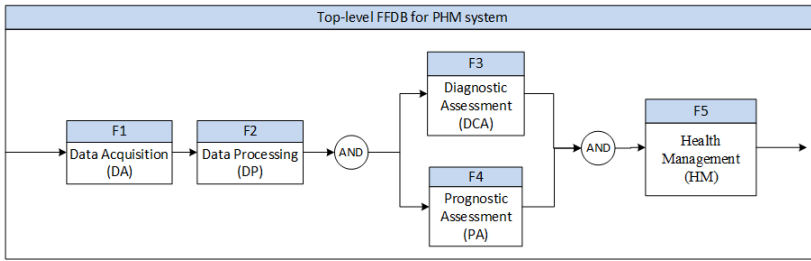 Top-level FFDB for PHM system
F1
Data Acquisition
(DA)
F2
Data Processing
(DP)
AND
F3
Diagnostic
Assessment
(DCA)
F4
Prognostic
Assessment
(PA)
AND
F5
Health
Management
(HM)